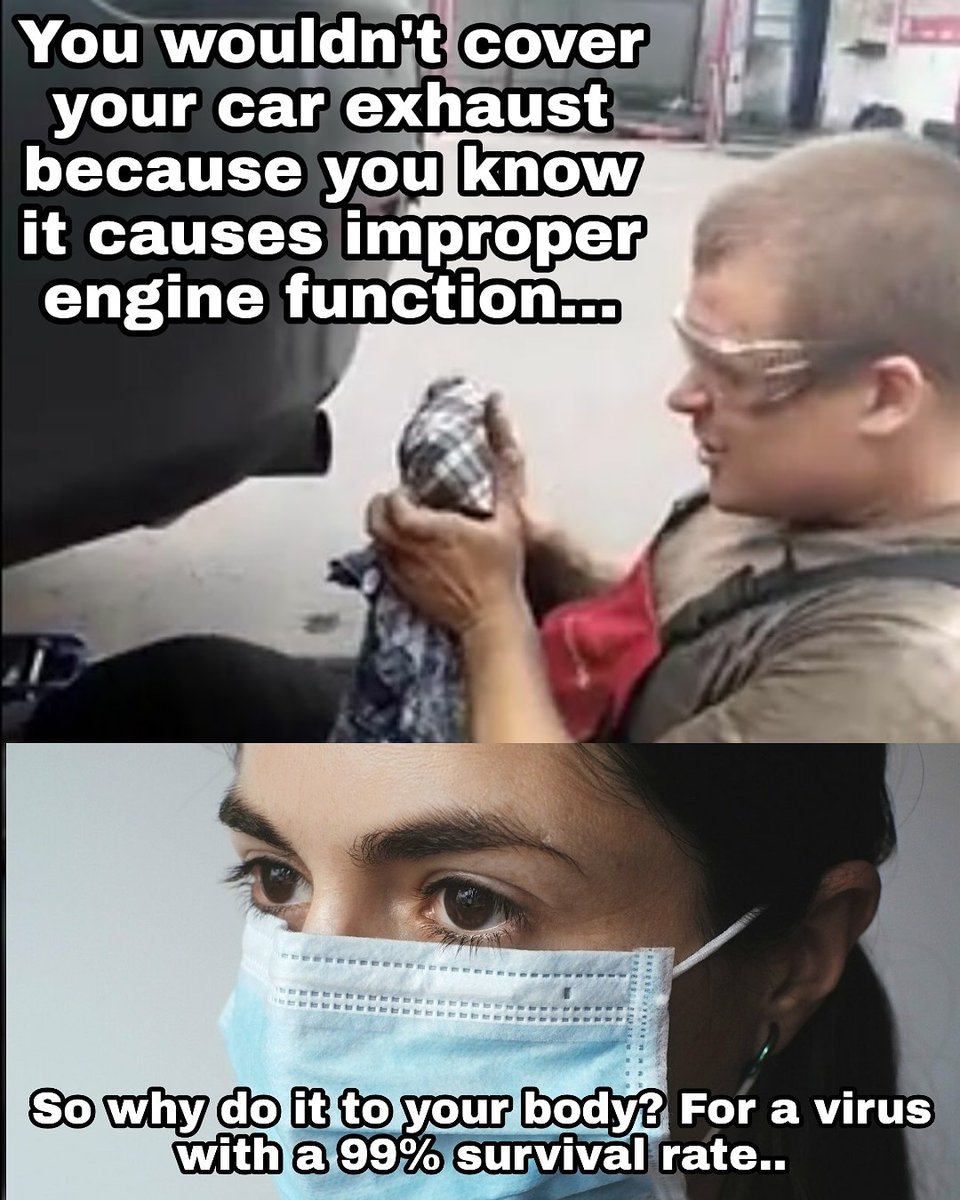 You wouldn't cover
your car exhaust
because you know
it causes improper
engine function...
So why do it to your body? For a virus
with a 99% survival rate..